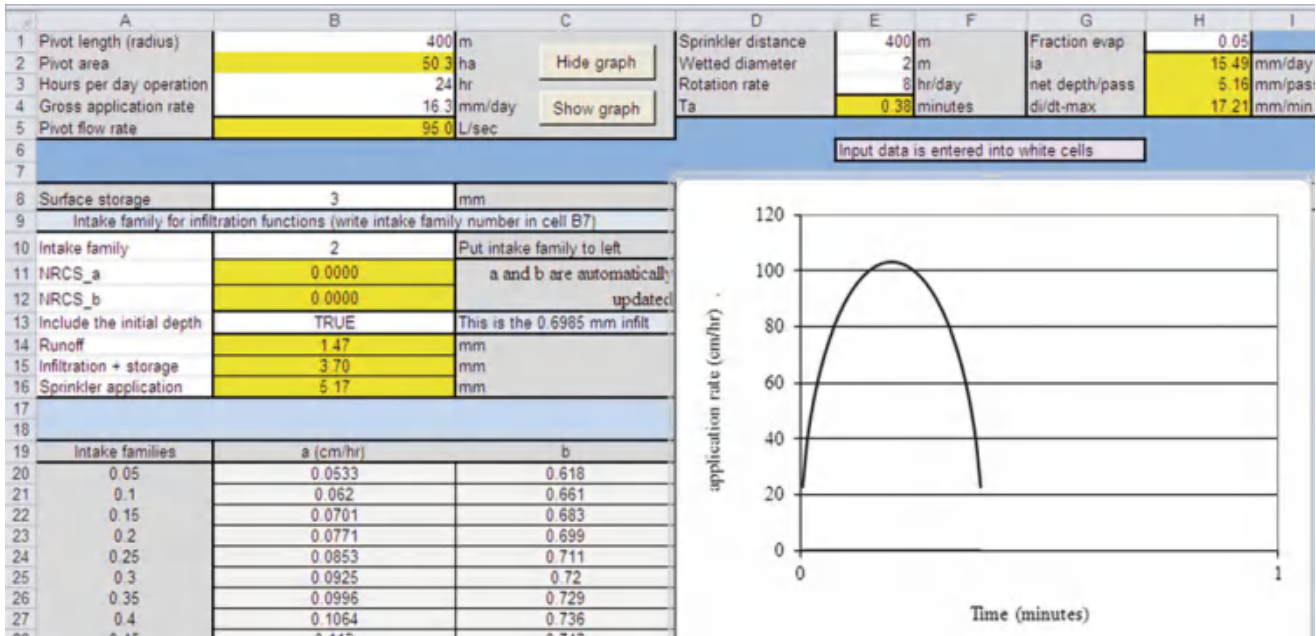 A B C D E F G H I
1 Pivot length (radius) 400 m Sprinkler distance 400 m Fraction evap 0.05
2 Pivot area 50.3 ha Hide graph Wetted diameter 2 m ia 15.49 mm/day
3 Hours per day operation 24 hr Rotation rate 8 hr/day net depth/pass 5.16 mm/pas
4 Gross application rate 16.3 mm/day Show graph Ta 0.38 minutes di/dt-max 17.21 mm/min
5 Pivot flow rate 95.0 L/sec
6 Input data is entered into white cells
7
8 Surface storage 3 mm
9 Intake family for infiltration functions (write intake family number in cell B7)
10 Intake family 2 Put intake family to left
11 NRCS_a 0.0000 a and b are automatically
12 NRCS_b 0.0000 updated
13 Include the initial depth TRUE This is the 0.6985 mm infilt
14 Runoff 1.47 mm
15 Infiltration + storage 3.70 mm
16 Sprinkler application 5.17 mm
17
18
19 Intake families a (cm/hr) b
20 0.05 0.0533 0.618
21 0.1 0.062 0.661
22 0.15 0.0701 0.683
23 0.2 0.0771 0.699
24 0.25 0.0853 0.711
25 0.3 0.0925 0.72
26 0.35 0.0996 0.729
27 0.4 0.1064 0.736
application rate (cm/hr) .
120
100
80
60
40
20
0
0 1
Time (minutes)